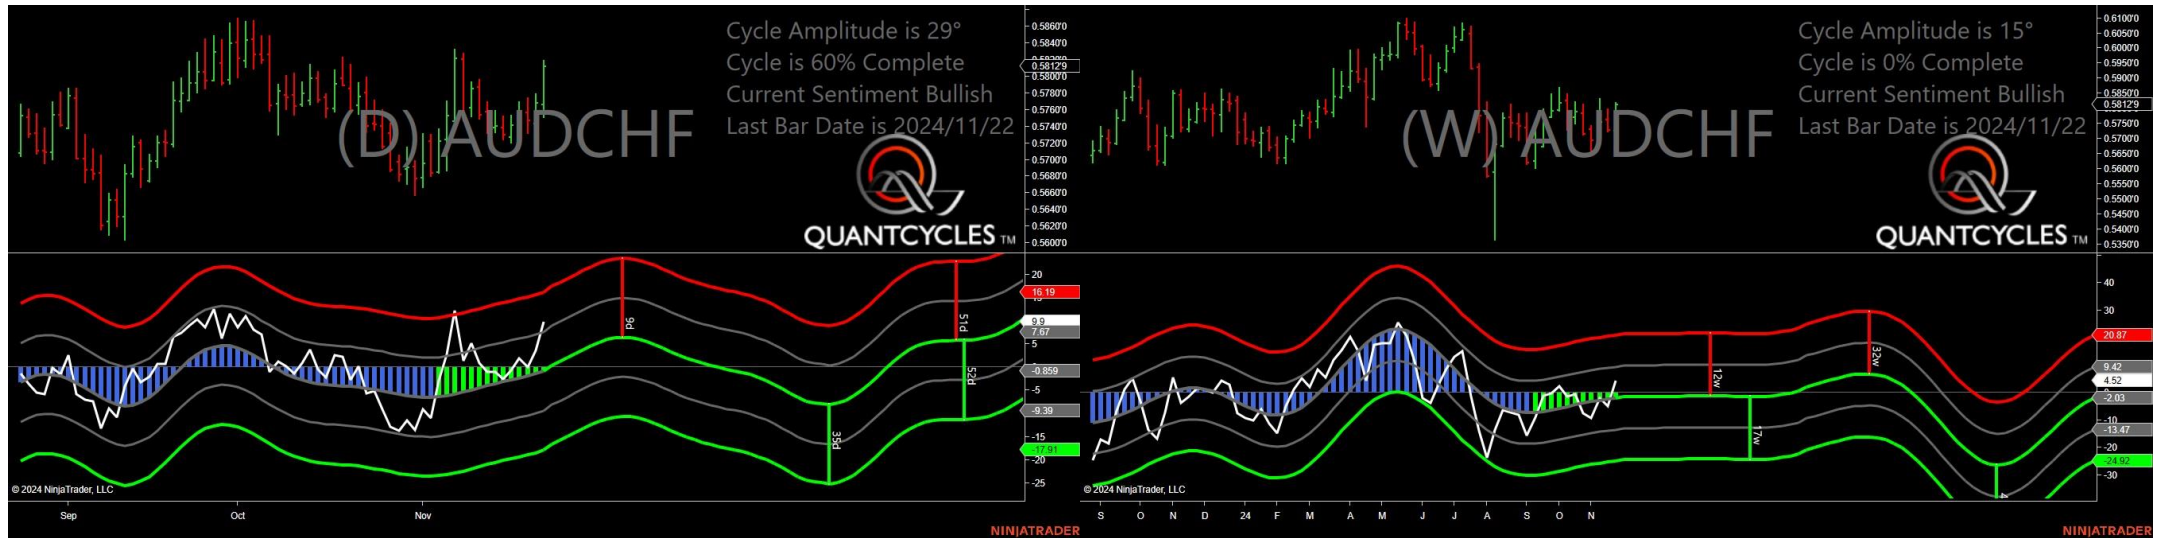 Cycle Amplitude is 29°
Cycle is 60% Complete
Current Sentiment Bullish
Last Bar Date is 2024/11/22
(D) AUDCHF
QUANTCYCLES TM
0.5860'0
0.5840'0
0.5812'9
0.5800'0
0.5780'0
0.5760'0
0.5740'0
0.5720'0
0.5700'0
0.5680'0
0.5660'0
0.5640'0
0.5620'0
0.5600'0
20
16.19
9.9
7.67
5
-0.859
-5
-9.39
-15
-17.91
-20
-25
9d
35d
51d
52d
© 2024 NinjaTrader, LLC
Sep Oct Nov
NINJATRADER
Cycle Amplitude is 15°
Cycle is 0% Complete
Current Sentiment Bullish
Last Bar Date is 2024/11/22
(W) AUDCHF
QUANTCYCLES TM
0.6100'0
0.6050'0
0.6000'0
0.5950'0
0.5900'0
0.5850'0
0.5812'9
0.5750'0
0.5700'0
0.5650'0
0.5600'0
0.5550'0
0.5500'0
0.5450'0
0.5400'0
0.5350'0
40
30
20.87
9.42
4.52
-2.03
-10
-13.47
-20
-24.92
-30
12w
17w
32w
© 2024 NinjaTrader, LLC
S O N D 24 F M A M J J A S O N
NINJATRADER